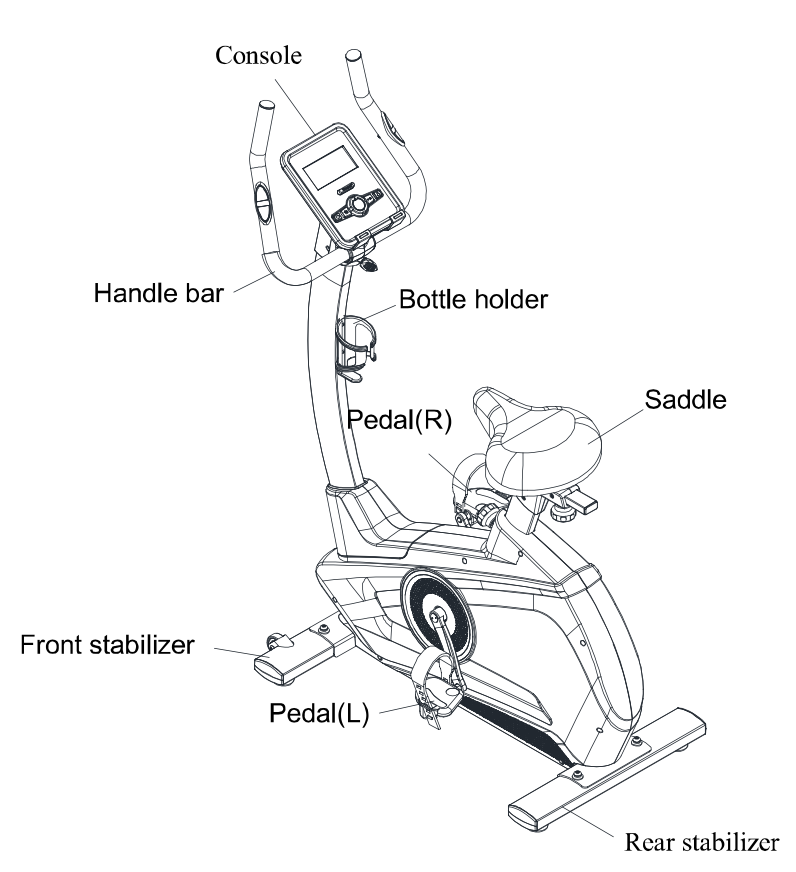 Console
Handle bar
Bottle holder
Saddle
Pedal(R)
Front stabilizer
Pedal(L)
Rear stabilizer